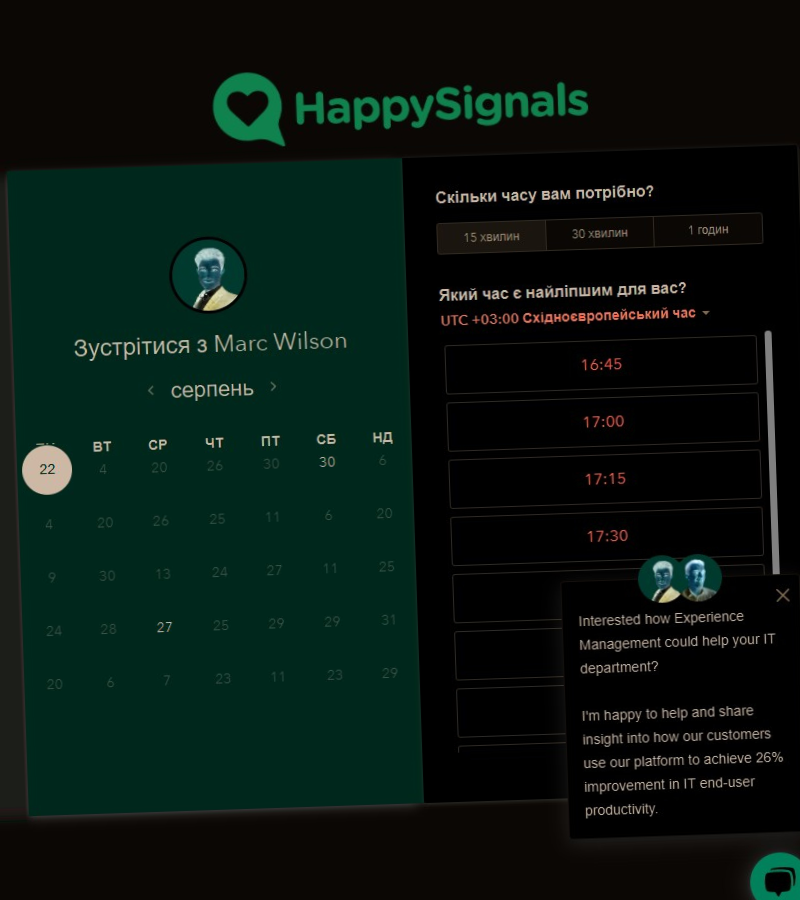 HappySignals
Зустрітися з Marc Wilson
серпень
ВТ СР ЧТ ПТ СБ НД
22 4 20 26 30 30 6
4 20 26 25 11 6 20
9 30 13 24 27 11 25
24 28 27 25 29 29 31
20 6 7 23 11 23 29
Скільки часу вам потрібно?
15 хвилин 30 хвилин 1 годин
Який час є найліпшим для вас?
UTC +03:00 Східноєвропейський час
16:45
17:00
17:15
17:30
Interested how Experience
Management could help your IT
department?
I'm happy to help and share
insight into how our customers
use our platform to achieve 26%
improvement in IT end-user
productivity.